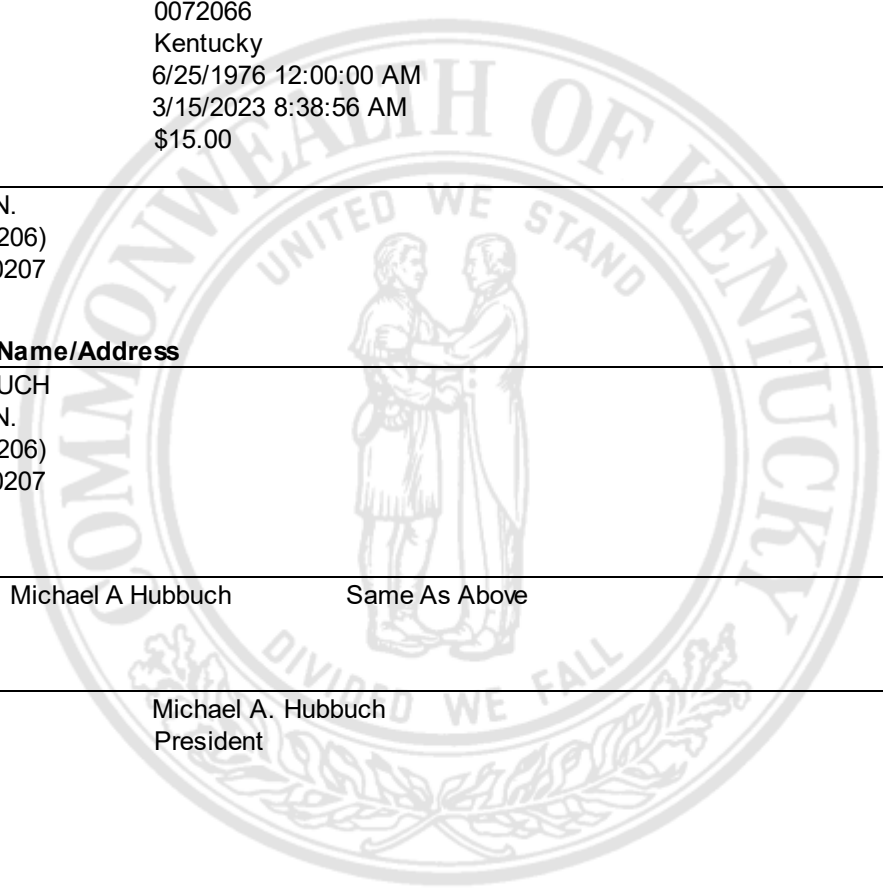 0072066
Kentucky
6/25/1976 12:00:00 AM
3/15/2023 8:38:56 AM
$15.00
N.
206)
0207
Name/Address
UCH
N.
206)
0207
Michael A Hubbuch Same As Above
Michael A. Hubbuch
President
COMMONWEALTH OF KENTUCKY
UNITED WE STAND
DIVIDED WE FALL